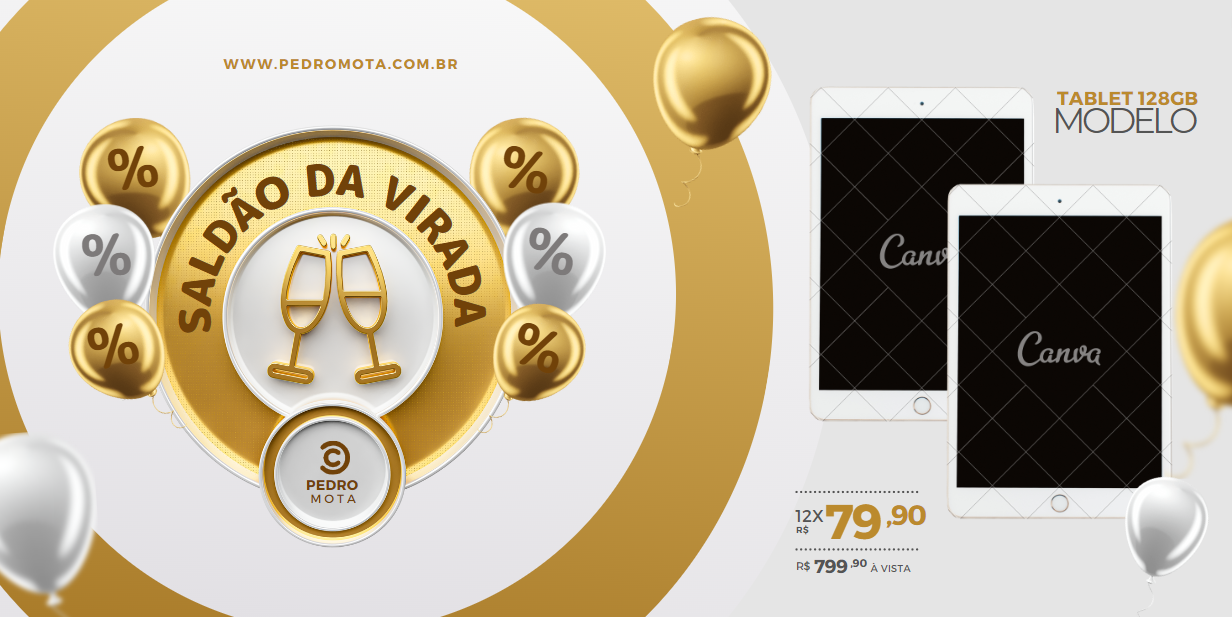 WWW.PEDROMOTA.COM.BR
SALDÃO DA VIRADA
%
%
%
%
%
%
PEDRO
MOTA
TABLET 128GB
MODELO
Canv
Canva
12X
R$ 79,90
R$ 799,90 À VISTA